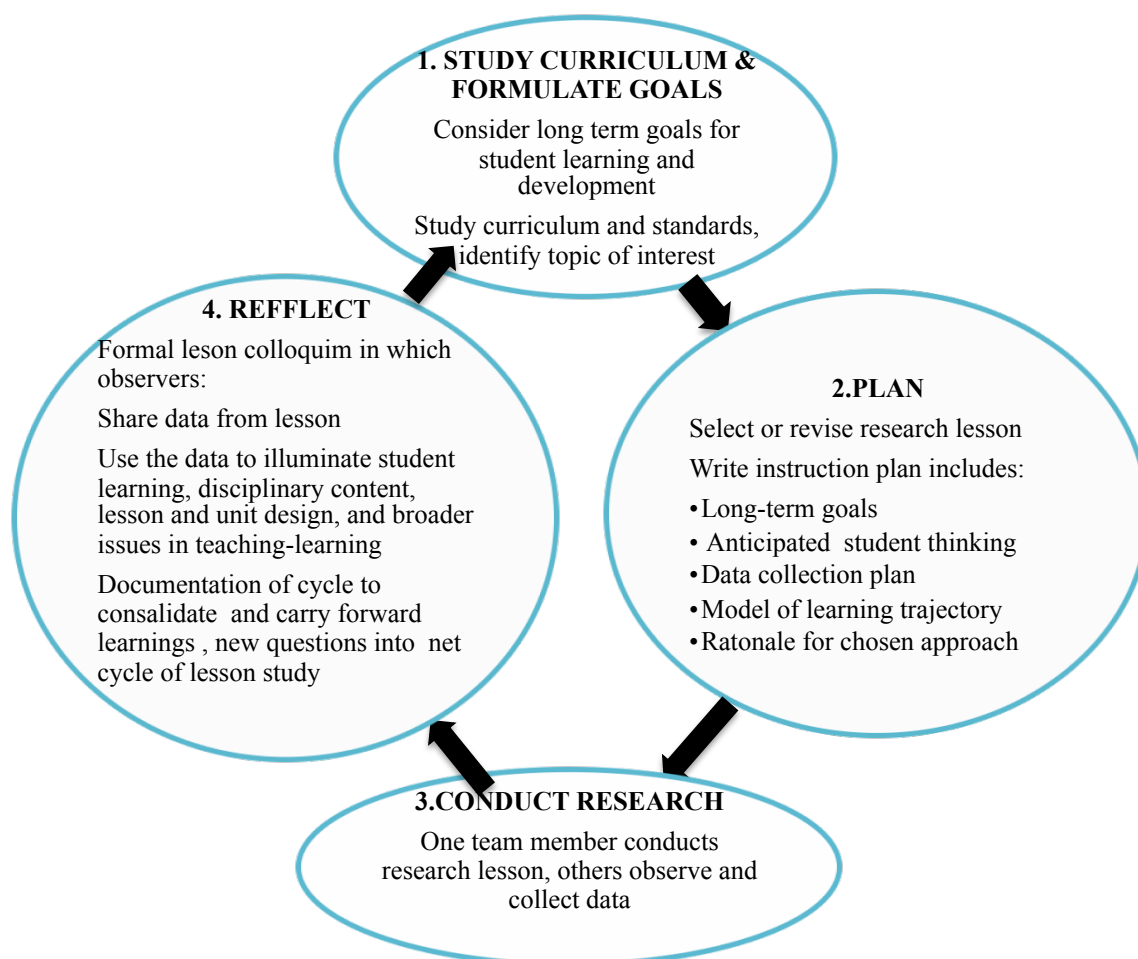 1. STUDY CURRICULUM &
FORMULATE GOALS
Consider long term goals for
student learning and
development
Study curriculum and standards,
identify topic of interest
2.PLAN
Select or revise research lesson
Write instruction plan includes:
•Long-term goals
• Anticipated student thinking
•Data collection plan
•Model of learning trajectory
•Ratonale for chosen approach
3.CONDUCT RESEARCH
One team member conducts
research lesson, others observe and
collect data
4. REFFLECT
Formal leson colloquim in which
observers:
Share data from lesson
Use the data to illuminate student
learning, disciplinary content,
lesson and unit design, and broader
issues in teaching-learning
Documentation of cycle to
consalidate and carry forward
learnings , new questions into net
cycle of lesson study